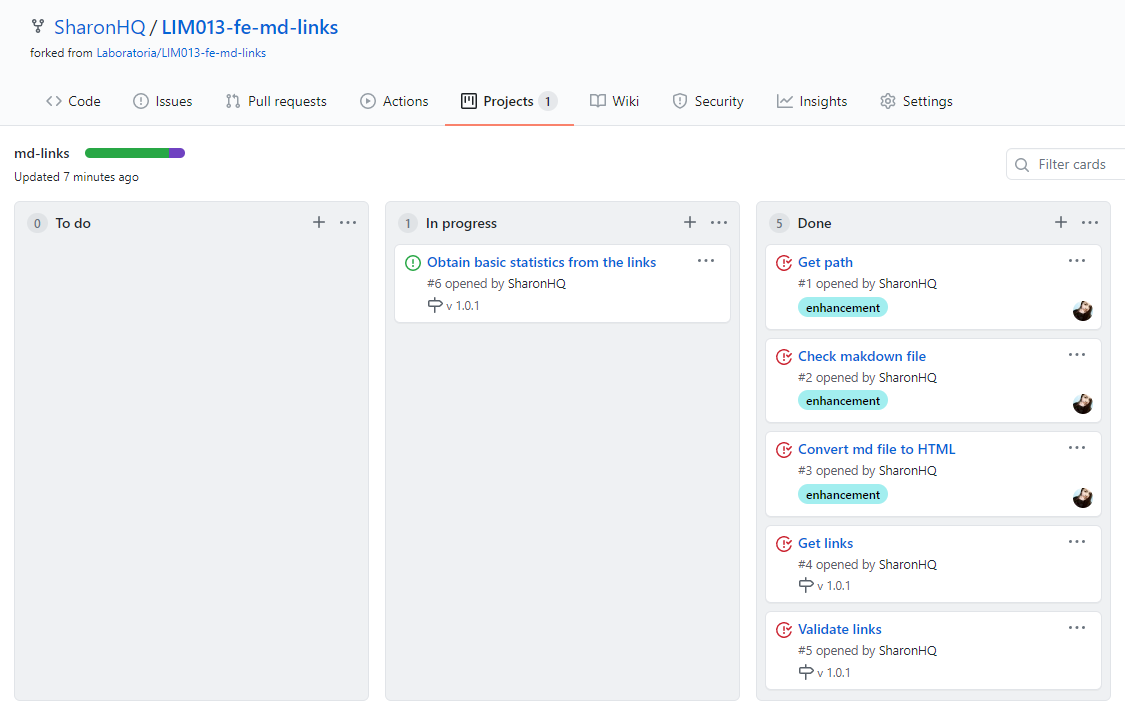 SharonHQ / LIM013-fe-md-links
forked from Laboratoria/LIM013-fe-md-links
Code Issues Pull requests Actions Projects 1 Wiki Security Insights Settings
md-links
Updated 7 minutes ago
Filter cards
0 To do
1 In progress
Obtain basic statistics from the links
#6 opened by SharonHQ
v 1.0.1
5 Done
Get path
#1 opened by SharonHQ
enhancement
Check makdown file
#2 opened by SharonHQ
enhancement
Convert md file to HTML
#3 opened by SharonHQ
enhancement
Get links
#4 opened by SharonHQ
v 1.0.1
Validate links
#5 opened by SharonHQ
v 1.0.1